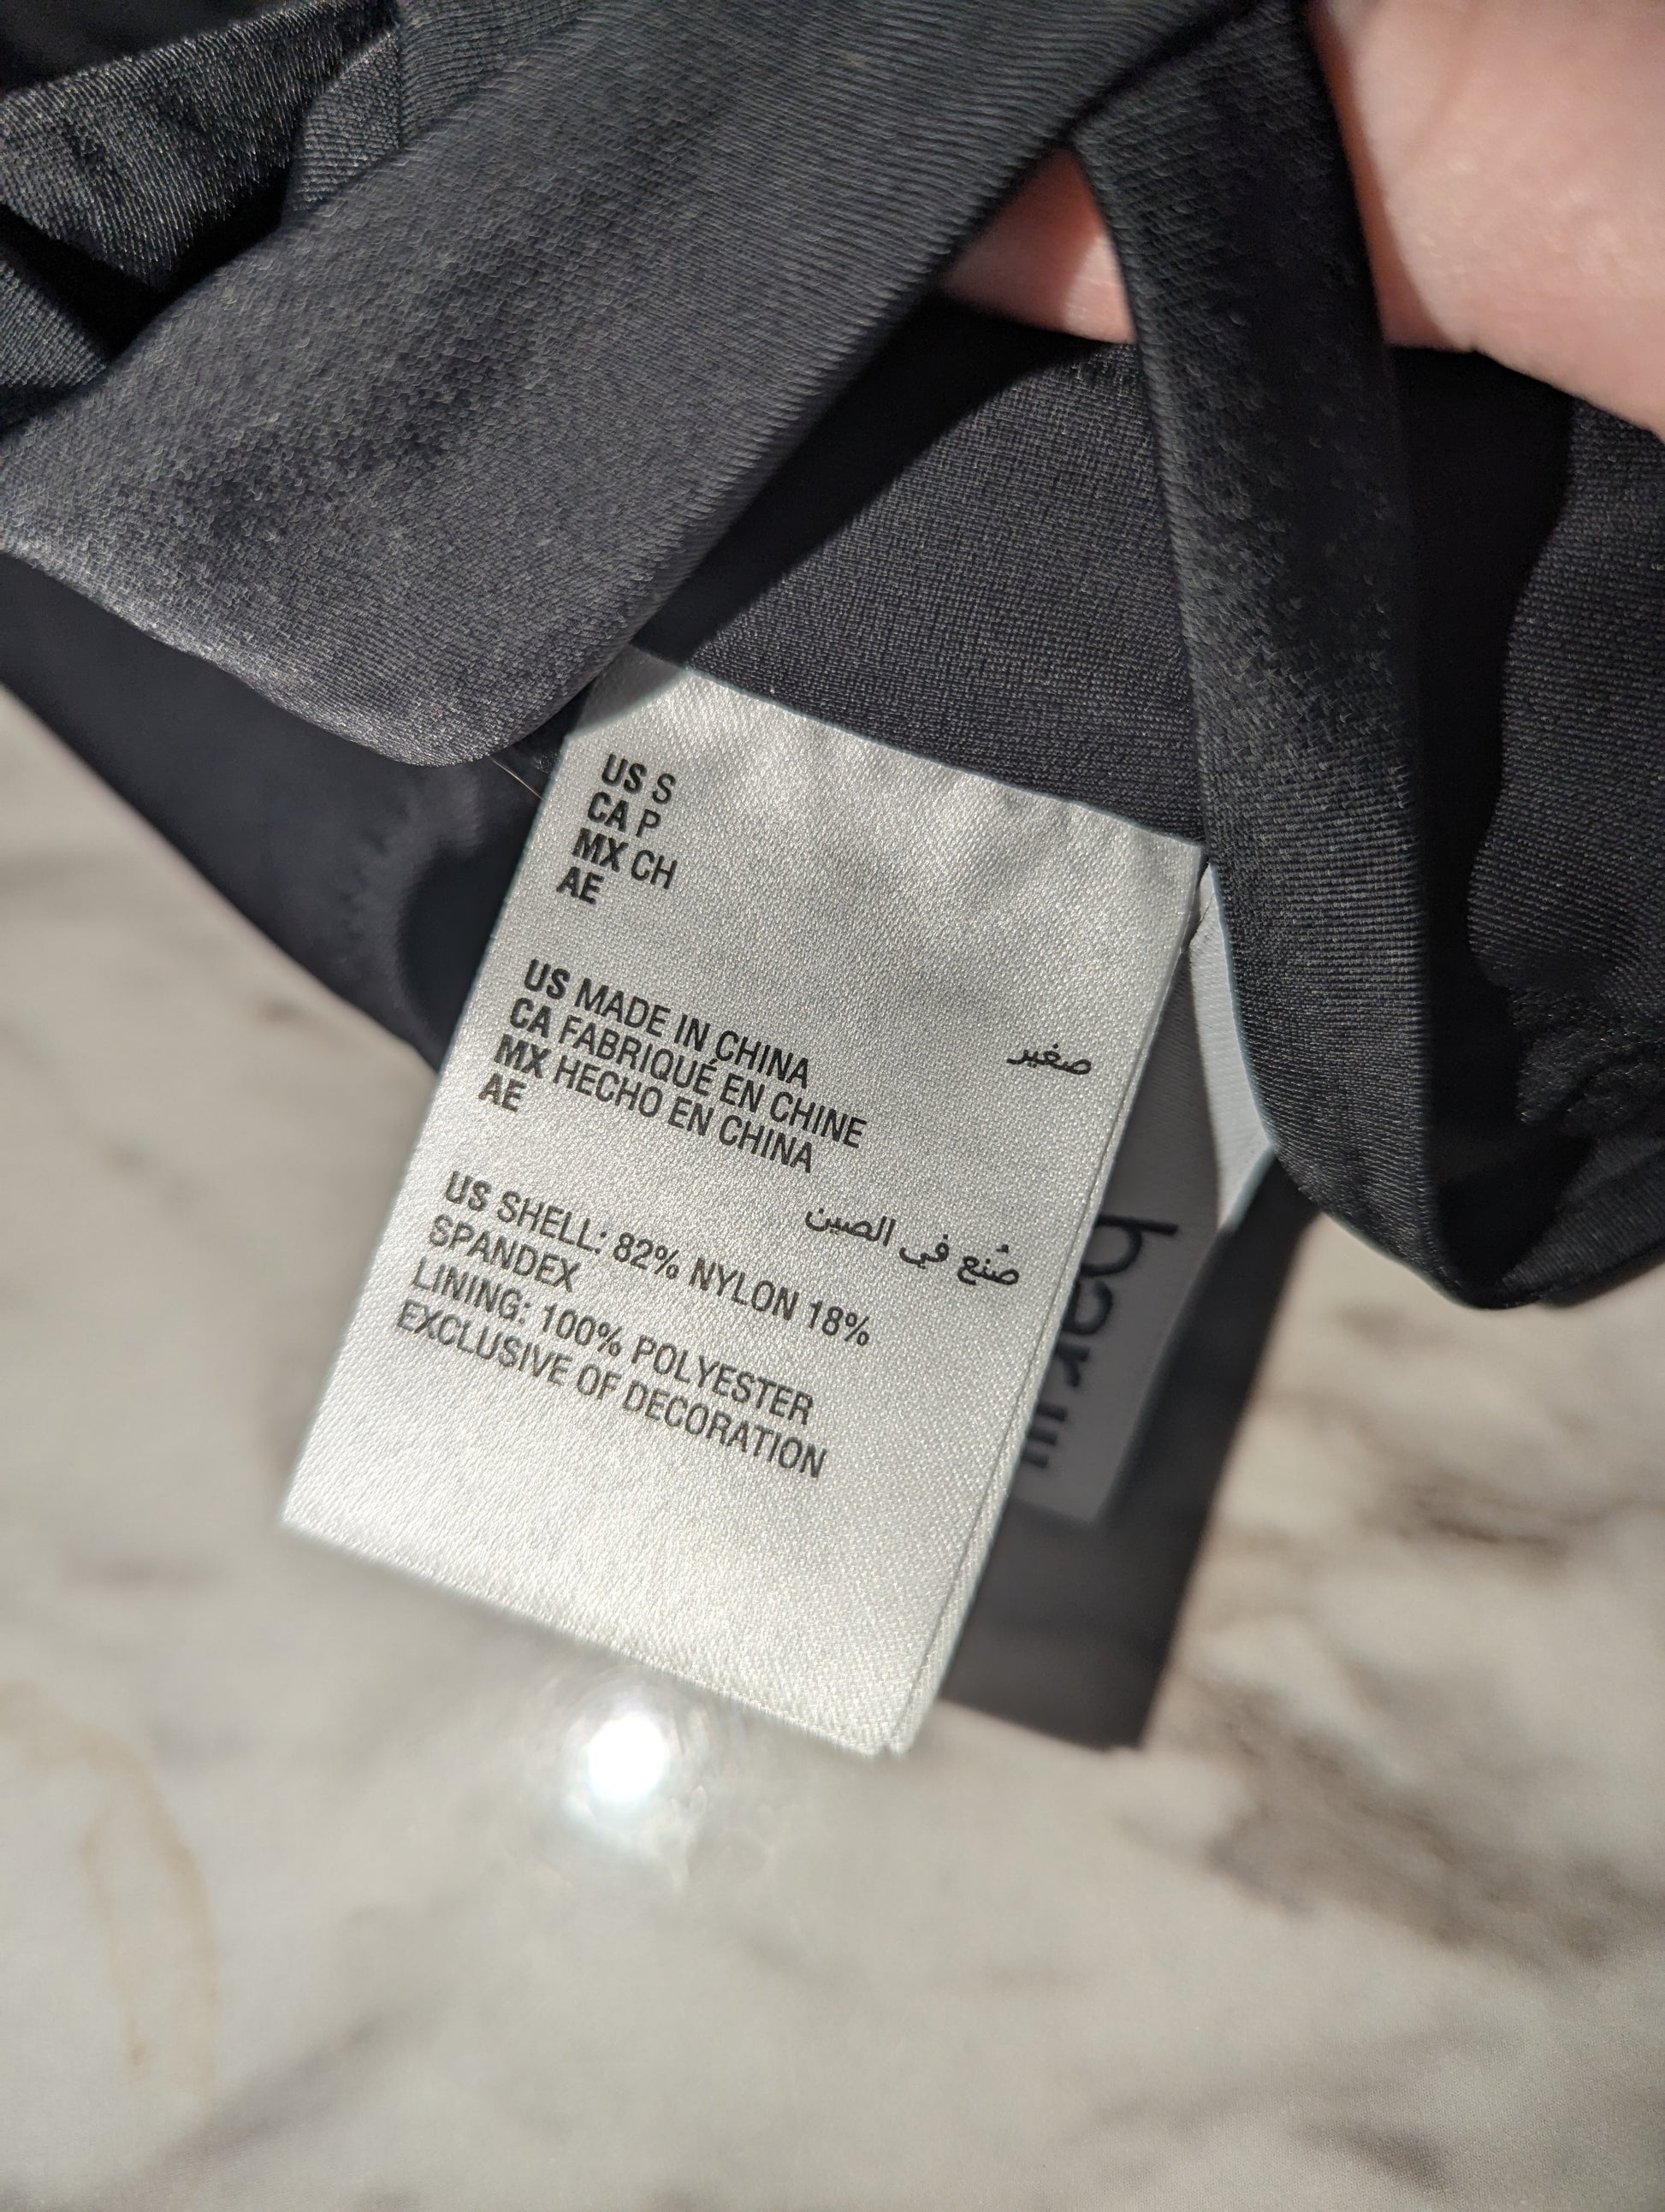 US S
CA P
MX CH
AE
صغير
US MADE IN CHINA
CA FABRIQUÉ EN CHINE
MX HECHO EN CHINA
AE
صُنع في الصين
US SHELL: 82% NYLON 18%
SPANDEX
LINING: 100% POLYESTER
EXCLUSIVE OF DECORATION